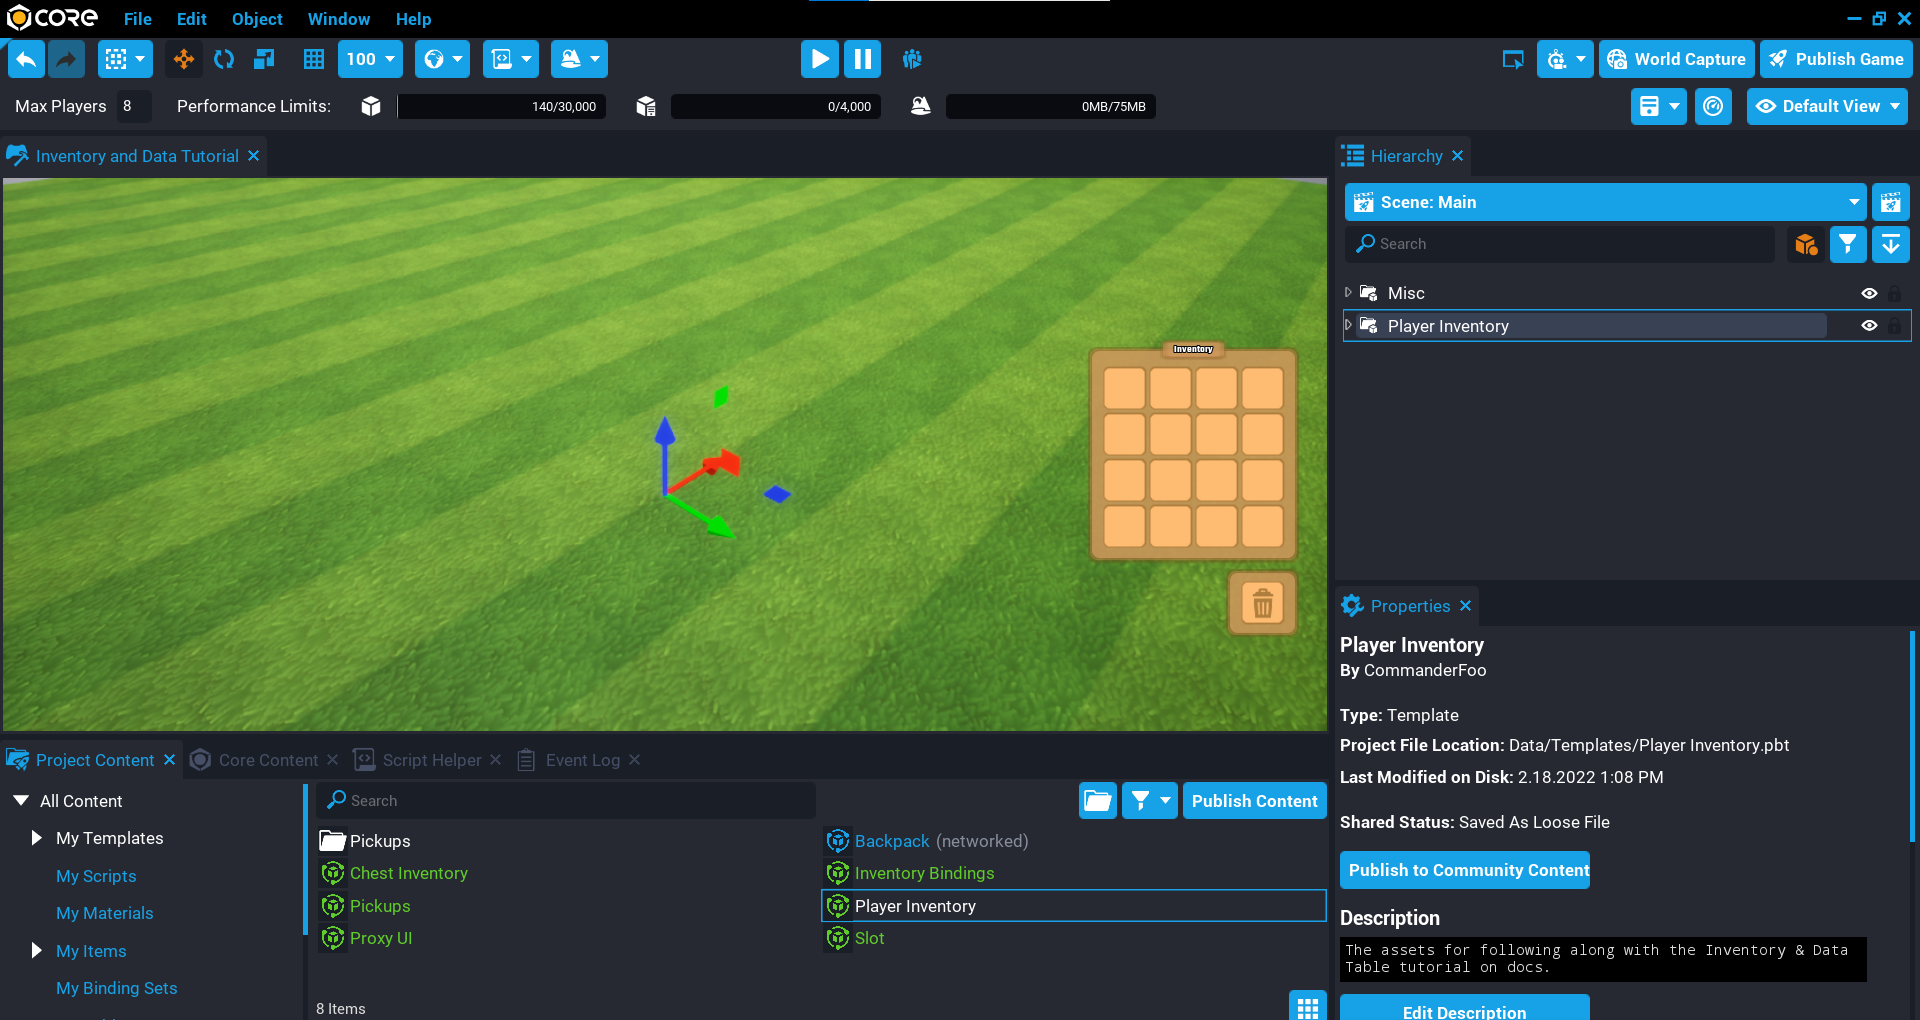 CORE File Edit Object Window Help
100 World Capture Publish Game
Max Players 8 Performance Limits: 140/30,000 0/4,000 0MB/75MB Default View
Inventory and Data Tutorial
Hierarchy
Scene: Main
Search
Misc
Player Inventory
Inventory
Properties
Player Inventory
By CommanderFoo
Type: Template
Project File Location: Data/Templates/Player Inventory.pbt
Last Modified on Disk: 2.18.2022 1:08 PM
Shared Status: Saved As Loose File
Publish to Community Content
Description
The assets for following along with the Inventory & Data
Table tutorial on docs.
Edit Description
Project Content Core Content Script Helper Event Log
All Content
My Templates
My Scripts
My Materials
My Items
My Binding Sets
Search
Publish Content
Pickups
Backpack (networked)
Chest Inventory
Inventory Bindings
Pickups
Player Inventory
Proxy UI
Slot
8 Items